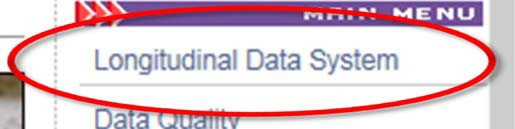 MAIN MENU
Longitudinal Data System
Data Quality